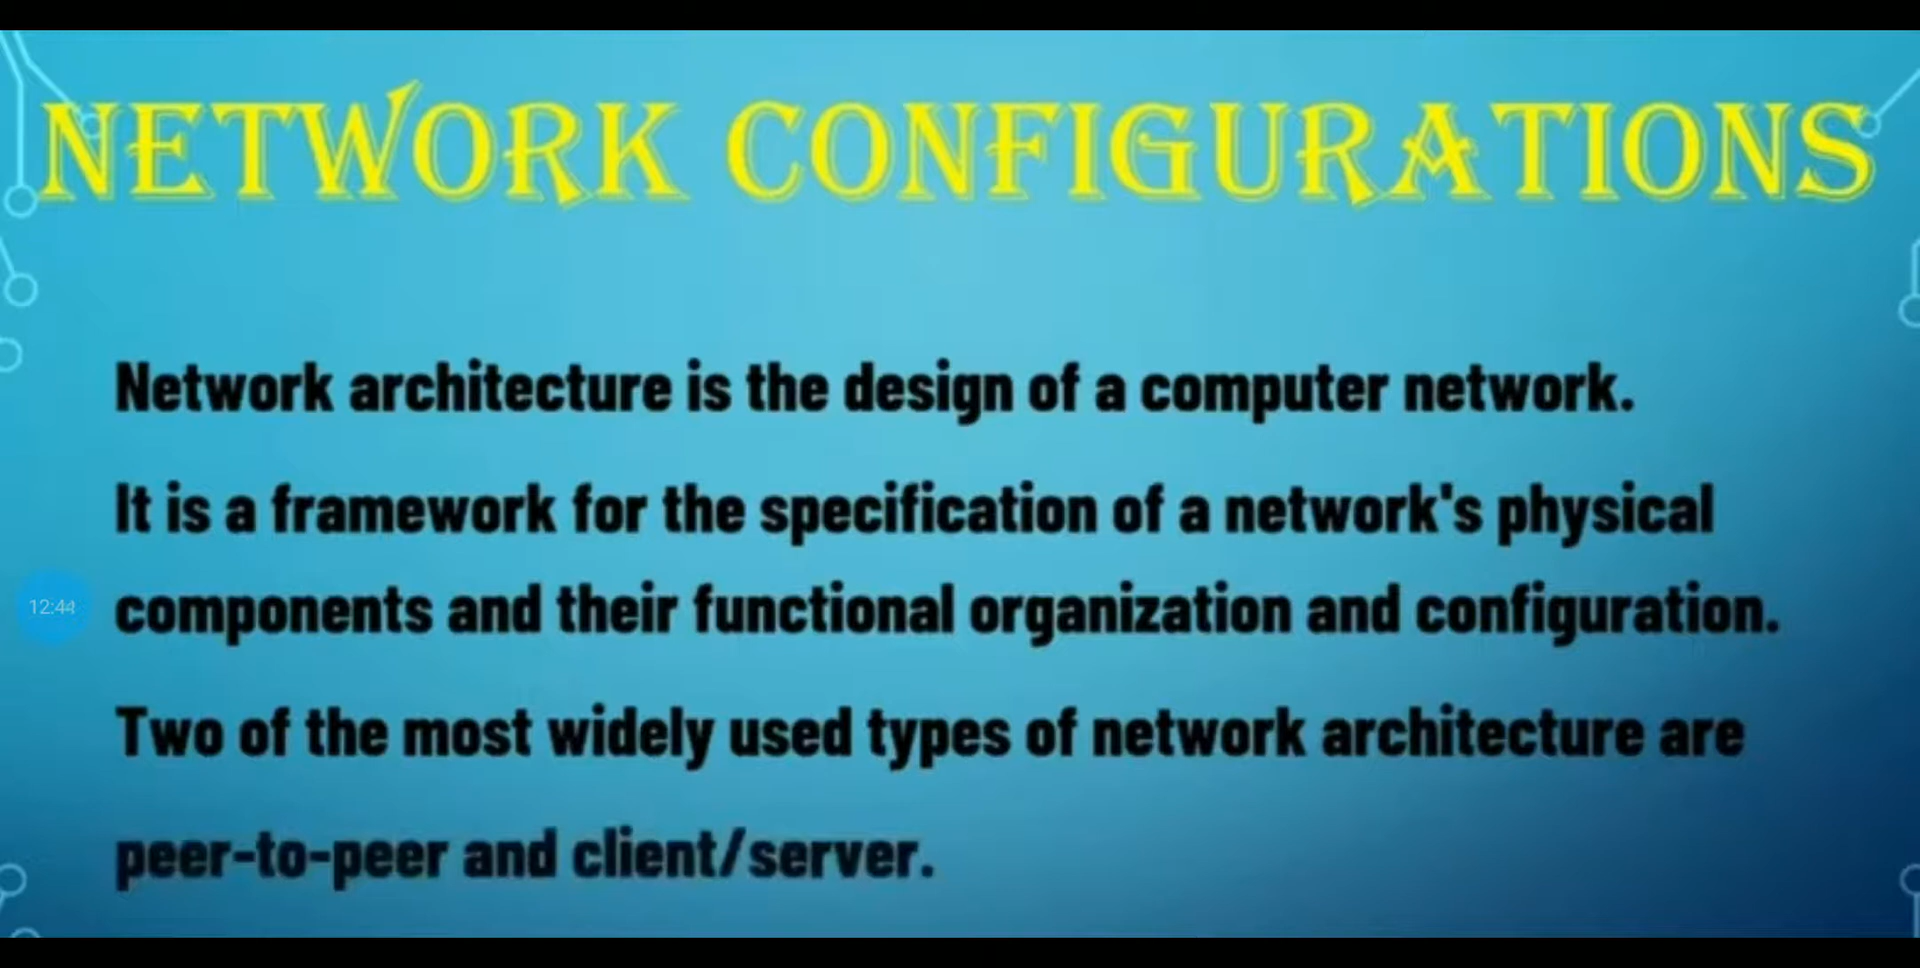 NETWORK CONFIGURATIONS
Network architecture is the design of a computer network.
It is a framework for the specification of a network's physical
components and their functional organization and configuration.
12:44
Two of the most widely used types of network architecture are
peer-to-peer and client/server.